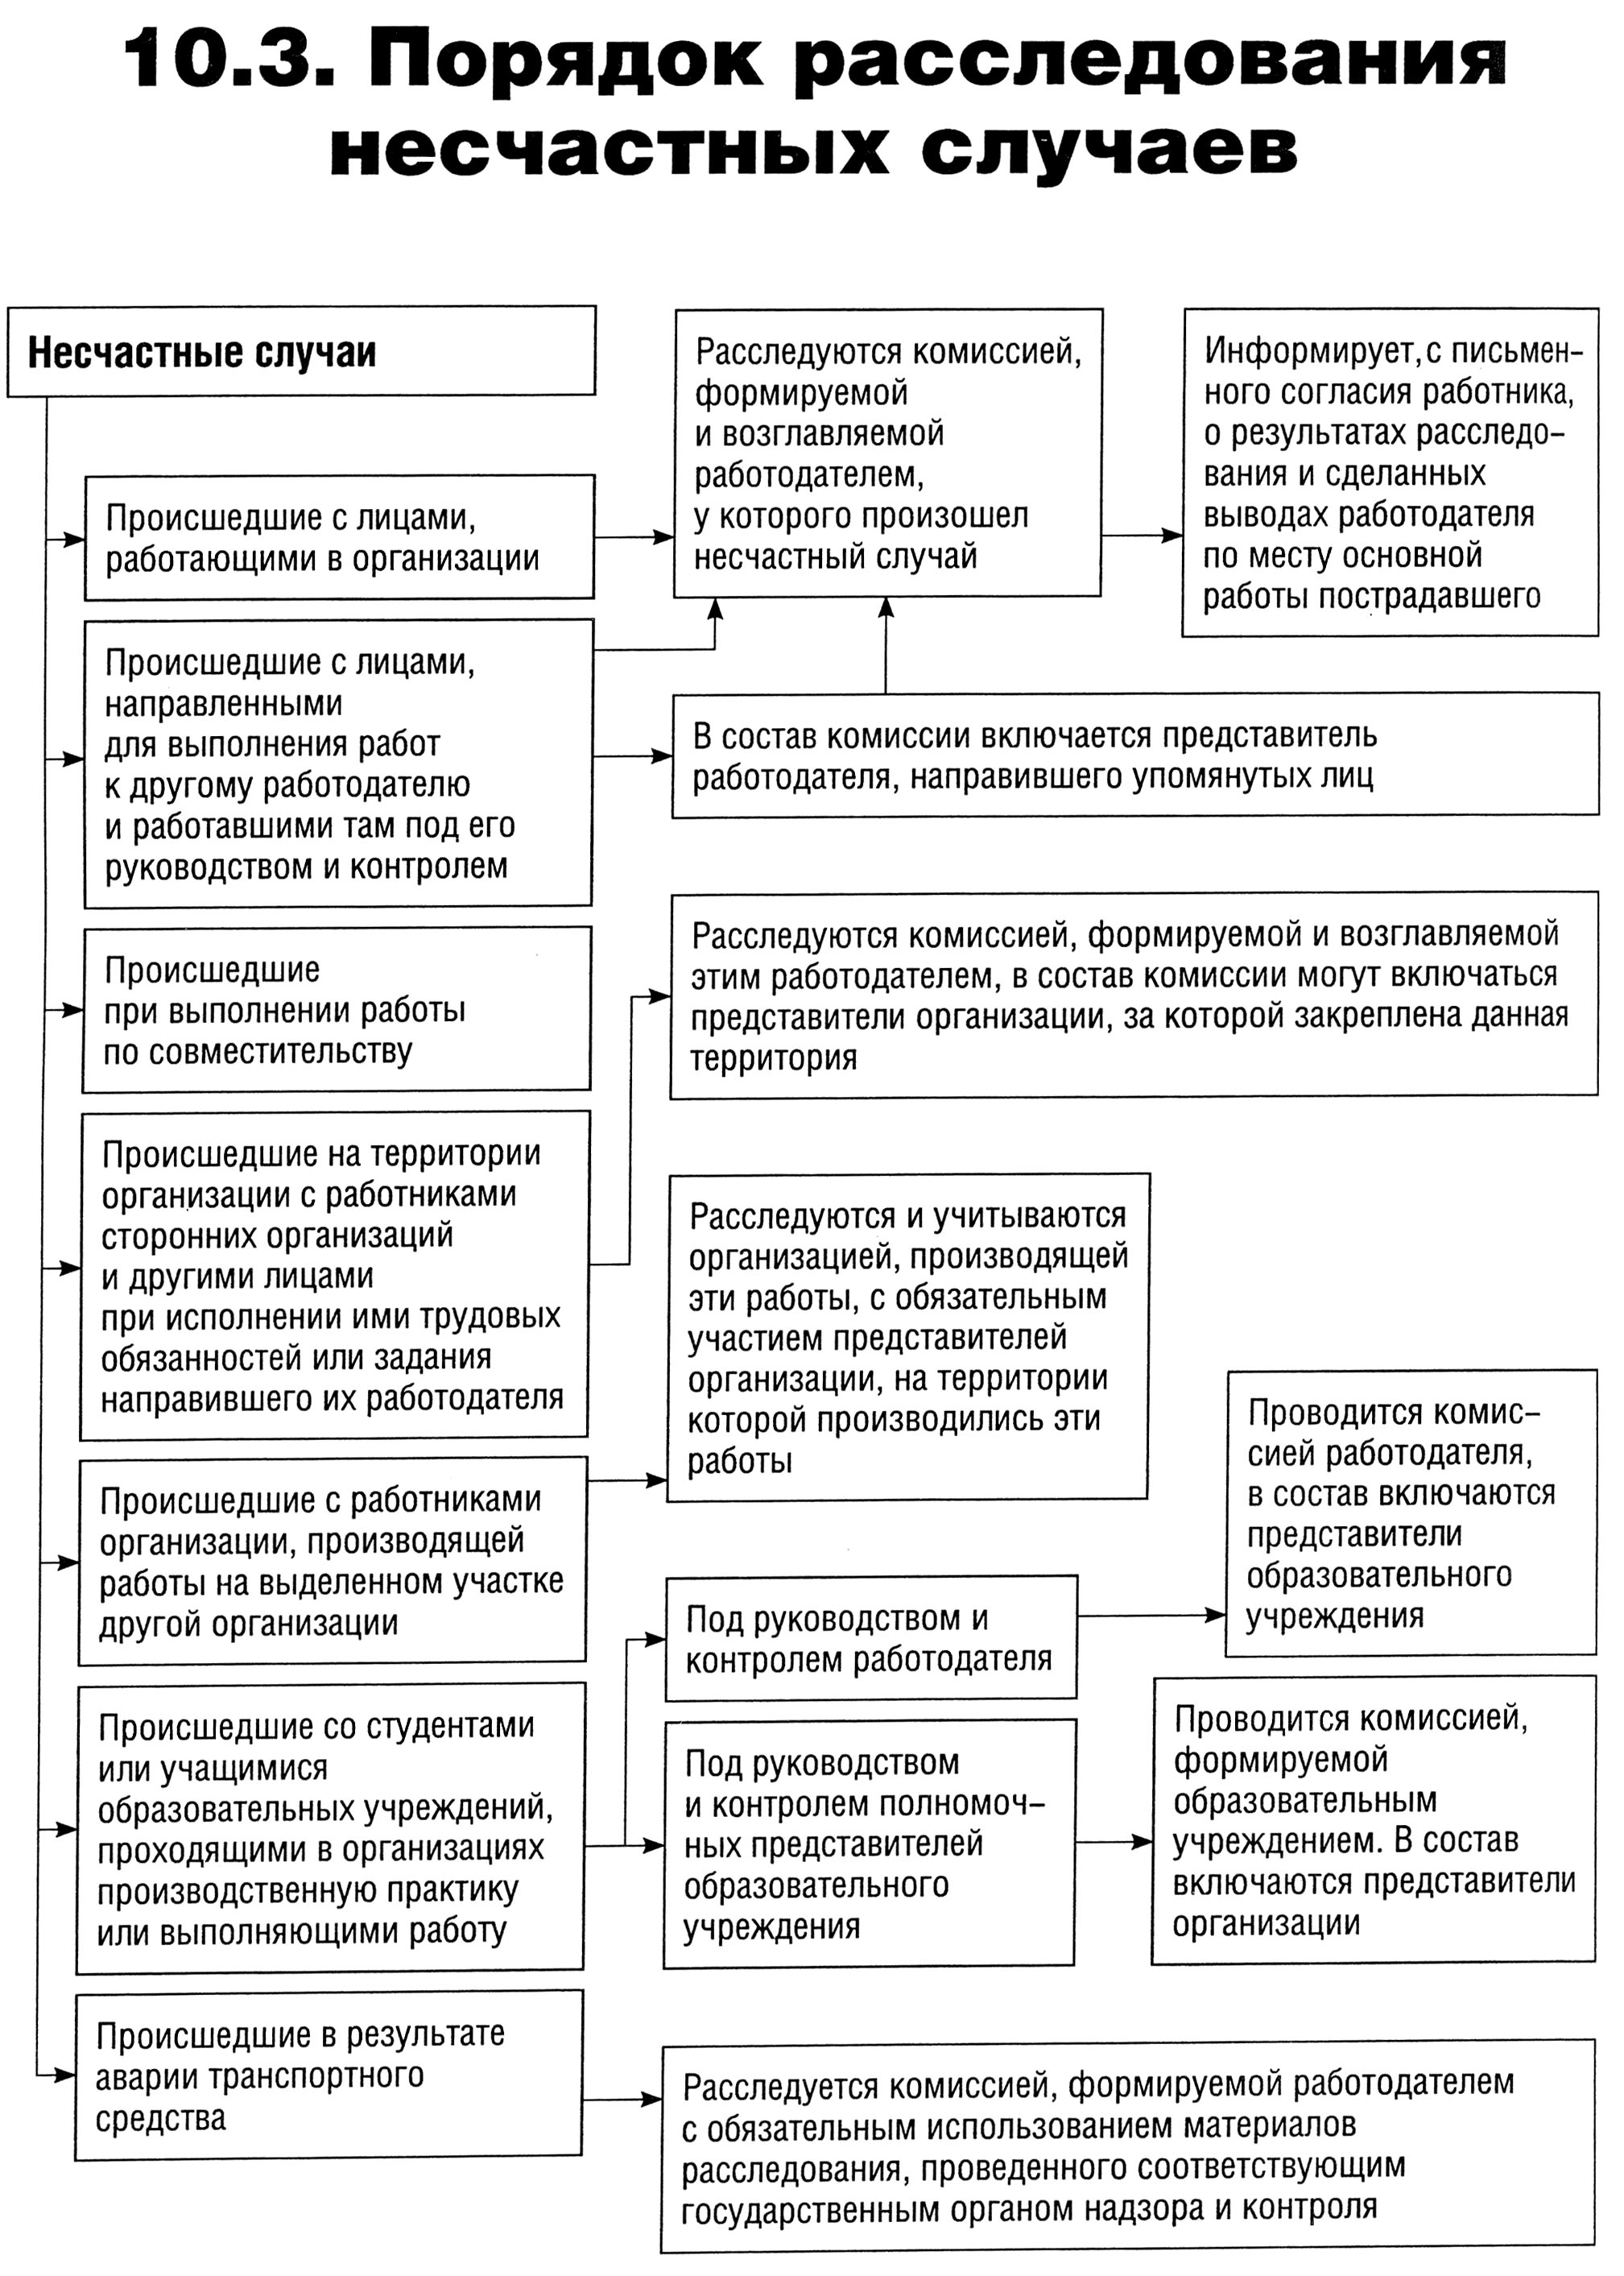 10.3. Порядок расследования
несчастных случаев
Несчастные случаи
Расследуются комиссией,
формируемой
и возглавляемой
работодателем,
у которого произошел
несчастный случай
Информирует, с письмен-
ного согласия работника,
о результатах расследо-
вания и сделанных
выводах работодателя
по месту основной
работы пострадавшего
Происшедшие с лицами,
работающими в организации
Происшедшие с лицами,
направленными
для выполнения работ
к другому работодателю
и работавшими там под его
руководством и контролем
В состав комиссии включается представитель
работодателя, направившего упомянутых лиц
Происшедшие
при выполнении работы
по совместительству
Расследуются комиссией, формируемой и возглавляемой
этим работодателем, в состав комиссии могут включаться
представители организации, за которой закреплена данная
территория
Происшедшие на территории
организации с работниками
сторонних организаций
и другими лицами
при исполнении ими трудовых
обязанностей или задания
направившего их работодателя
Расследуются и учитываются
организацией, производящей
эти работы, с обязательным
участием представителей
организации, на территории
которой производились эти
работы
Происшедшие с работниками
организации, производящей
работы на выделенном участке
другой организации
Проводится комис-
сией работодателя,
в состав включаются
представители
образовательного
учреждения
Под руководством и
контролем работодателя
Происшедшие со студентами
или учащимися
образовательных учреждений,
проходящими в организациях
производственную практику
или выполняющими работу
Под руководством
и контролем полномоч-
ных представителей
образовательного
учреждения
Проводится комиссией,
формируемой
образовательным
учреждением. В состав
включаются представители
организации
Происшедшие в результате
аварии транспортного
средства
Расследуется комиссией, формируемой работодателем
с обязательным использованием материалов
расследования, проведенного соответствующим
государственным органом надзора и контроля